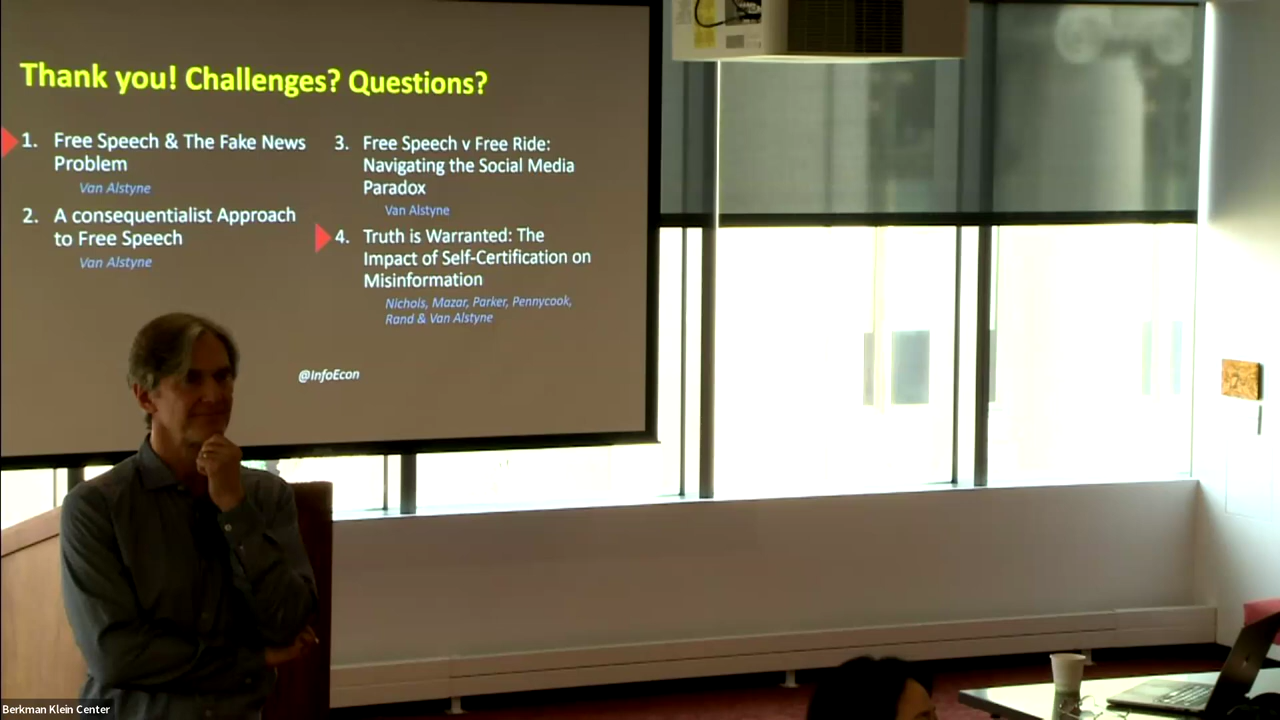 Thank you! Challenges? Questions?
1. Free Speech & The Fake News
Problem
Van Alstyne
2. A consequentialist Approach
to Free Speech
Van Alstyne
3. Free Speech v Free Ride:
Navigating the Social Media
Paradox
Van Alstyne
4. Truth is Warranted: The
Impact of Self-Certification on
Misinformation
Nichols, Mazar, Parker, Pennycook,
Rand & Van Alstyne
@InfoEcon
Berkman Klein Center